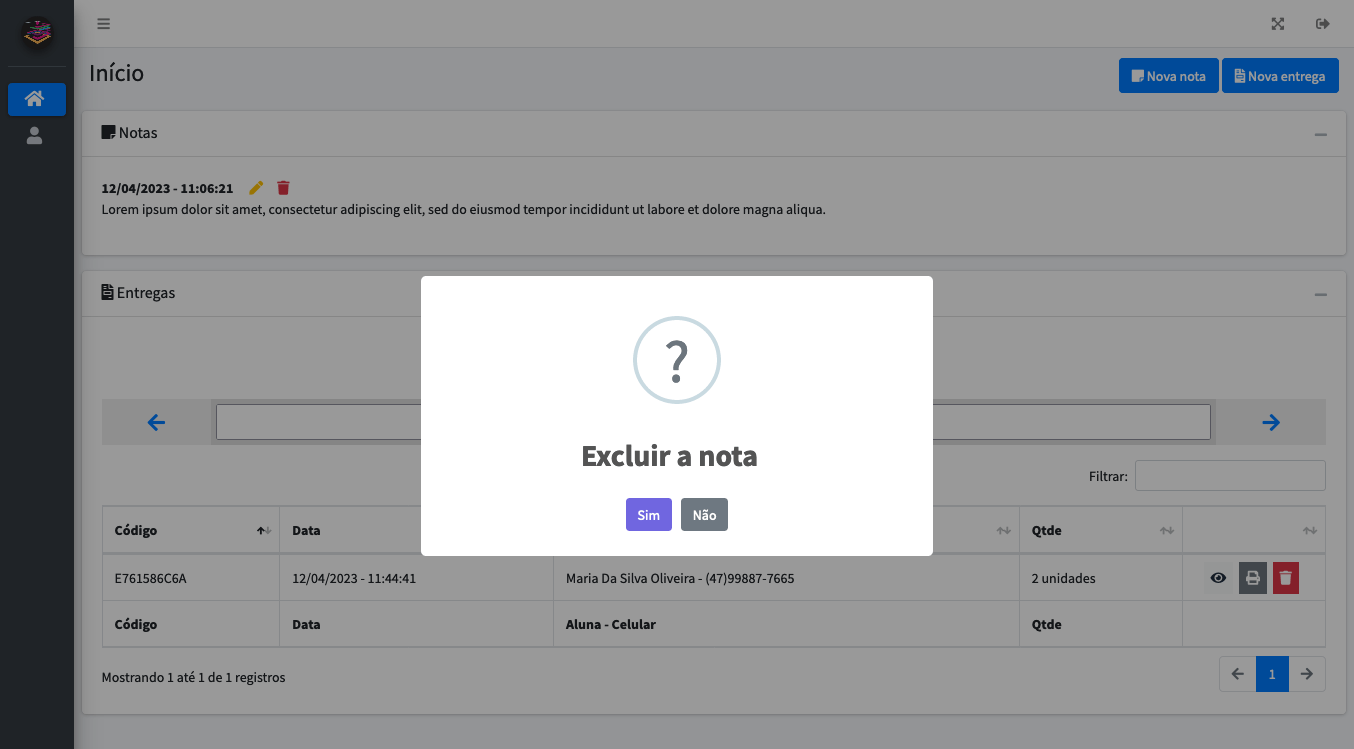 Início
Nova nota
Nova entrega
Notas
12/04/2023 - 11:06:21
Lorem ipsum dolor sit amet, consectetur adipiscing elit, sed do eiusmod tempor incididunt ut labore et dolore magna aliqua.
Entregas
?
Excluir a nota
Sim
Não
Filtrar:
Código
Data
Qtde
E761586C6A
12/04/2023 - 11:44:41
Maria Da Silva Oliveira - (47)99887-7665
2 unidades
Código
Data
Aluna - Celular
Qtde
Mostrando 1 até 1 de 1 registros
1